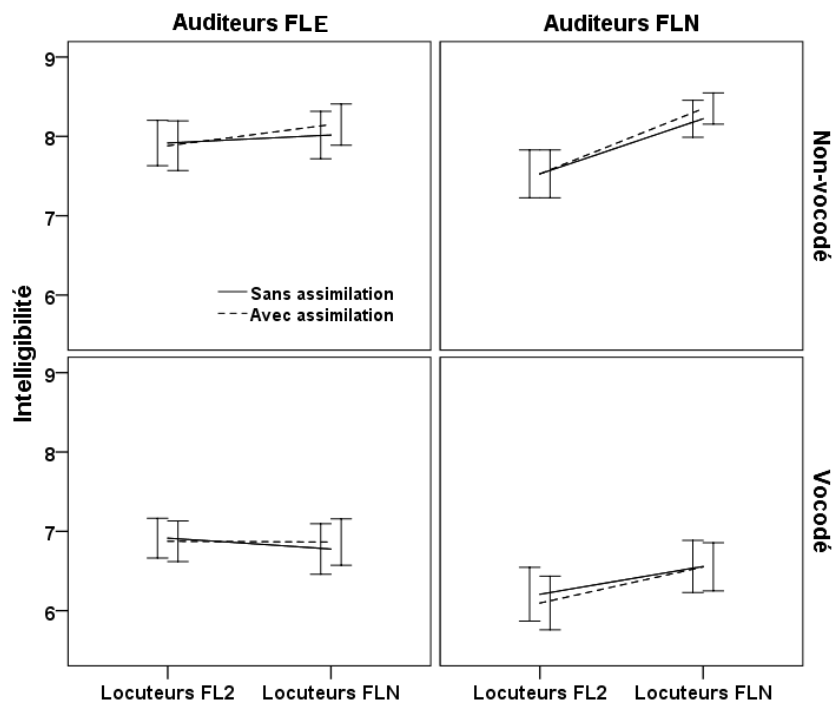 Auditeurs FLE
Auditeurs FLN
Intelligibilité
9
8
7
6
Sans assimilation
Avec assimilation
Non-vocodé
9
8
7
6
Vocodé
Locuteurs FL2
Locuteurs FLN
Locuteurs FL2
Locuteurs FLN